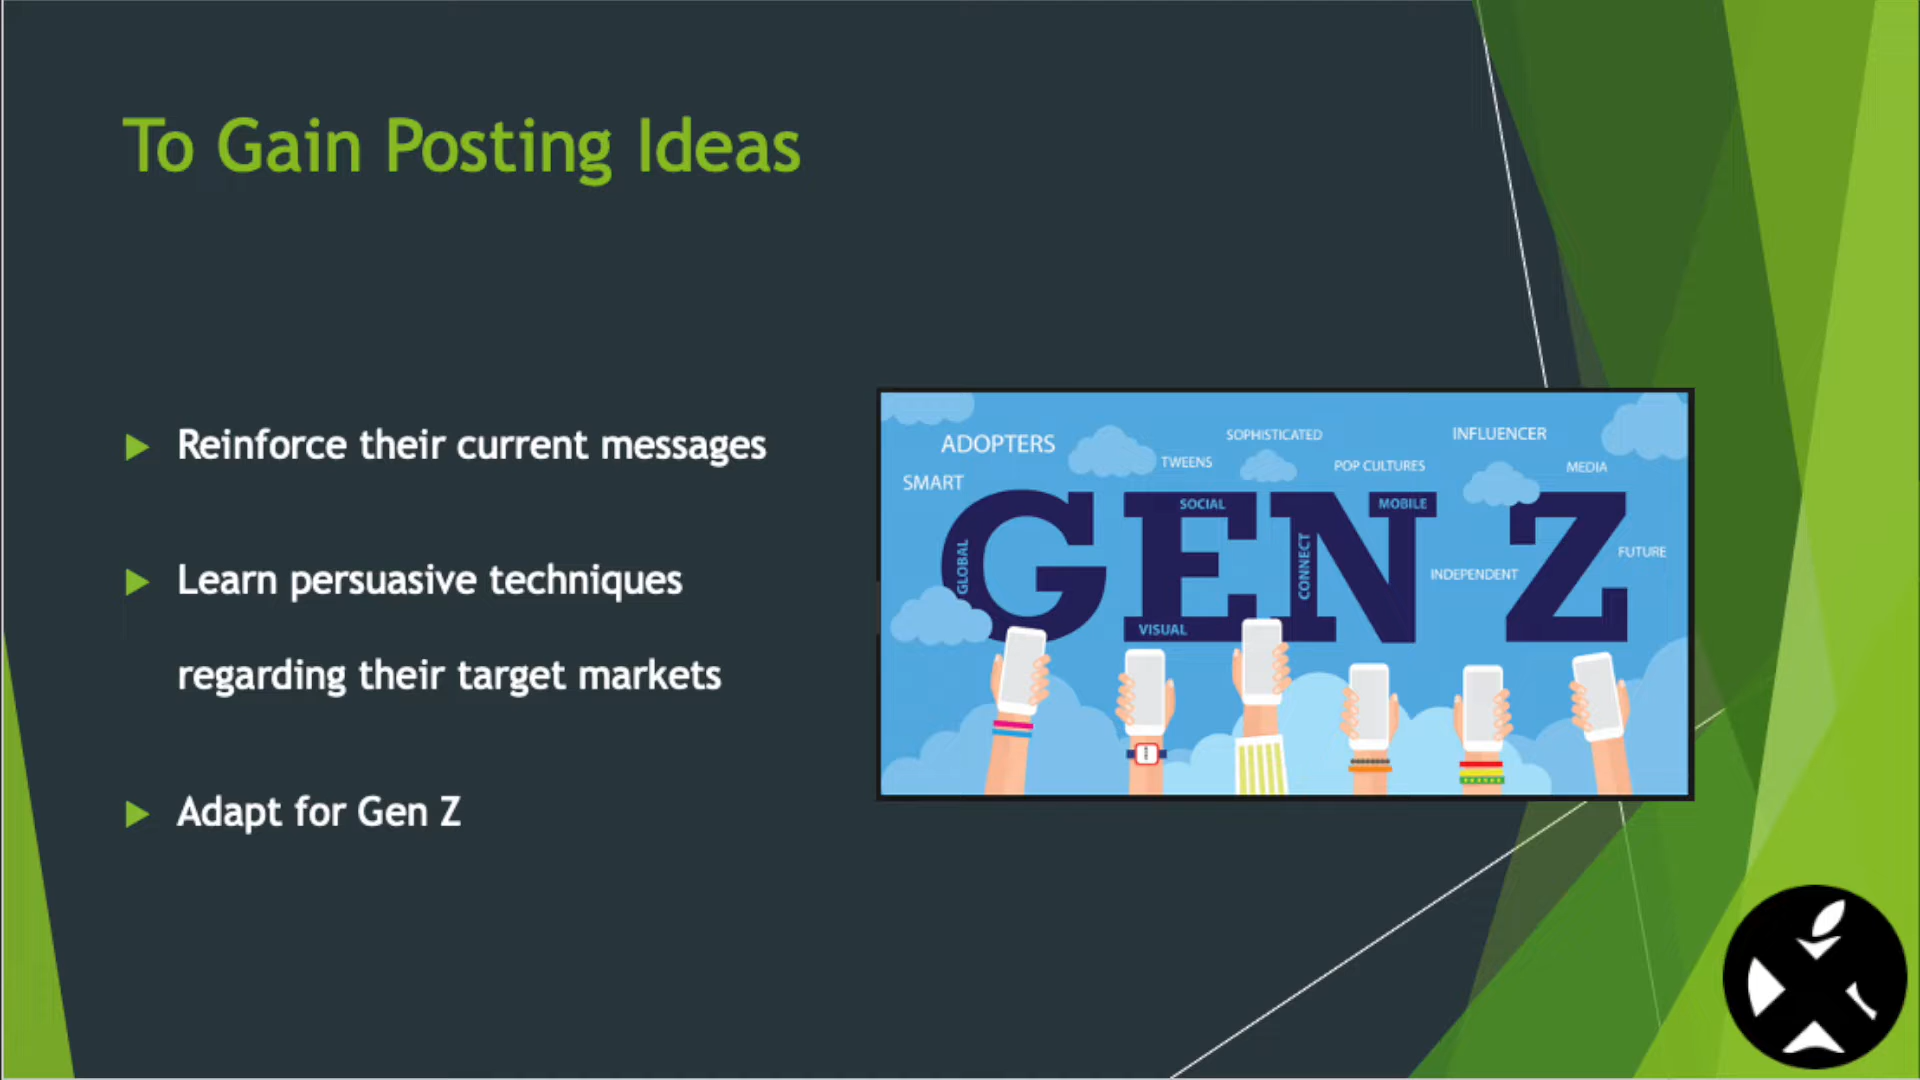 To Gain Posting Ideas
Reinforce their current messages
Learn persuasive techniques
regarding their target markets
Adapt for Gen Z
ADOPTERS
SOPHISTICATED
INFLUENCER
TWEENS
POP CULTURES
MEDIA
SMART
GEN Z
SOCIAL
MOBILE
GLOBAL
CONNECT
FUTURE
INDEPENDENT
VISUAL